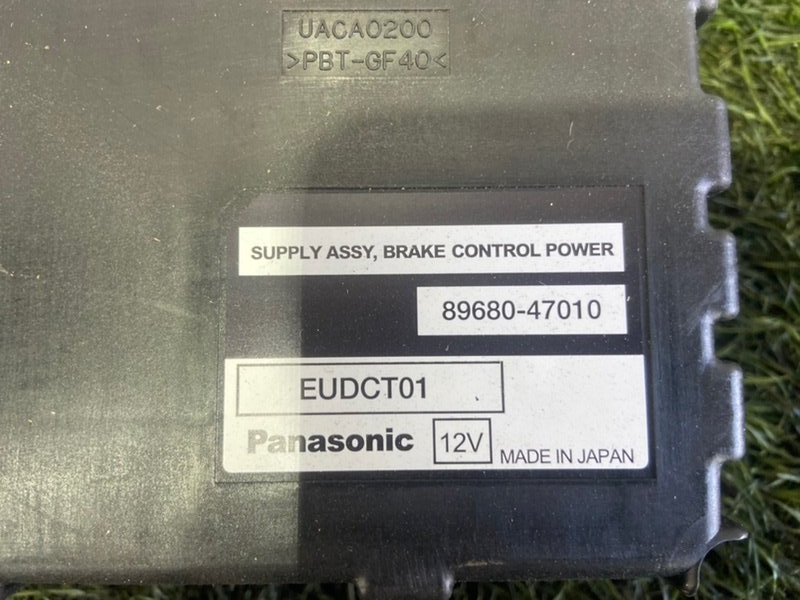 UACA0200
>PBT-GF40<
SUPPLY ASSY, BRAKE CONTROL POWER
89680-47010
EUDCT01
Panasonic 12V MADE IN JAPAN